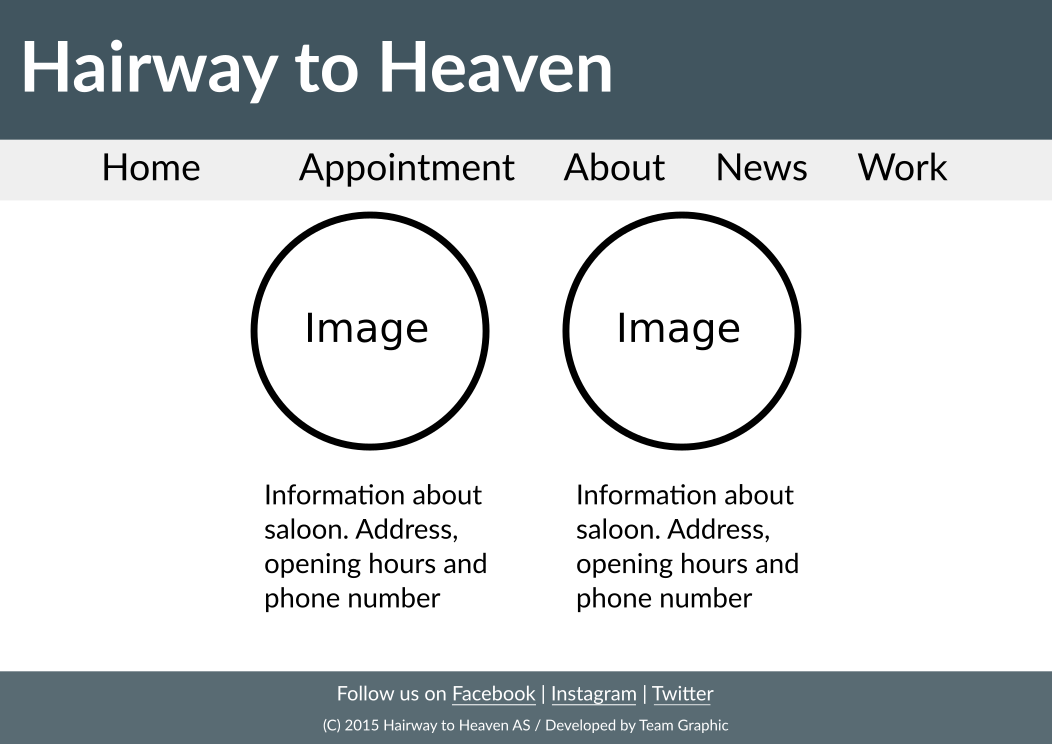 Hairway to Heaven
Home Appointment About News Work
Image Image
Information about
saloon. Address,
opening hours and
phone number
Information about
saloon. Address,
opening hours and
phone number
Follow us on Facebook | Instagram | Twitter
(C) 2015 Hairway to Heaven AS / Developed by Team Graphic